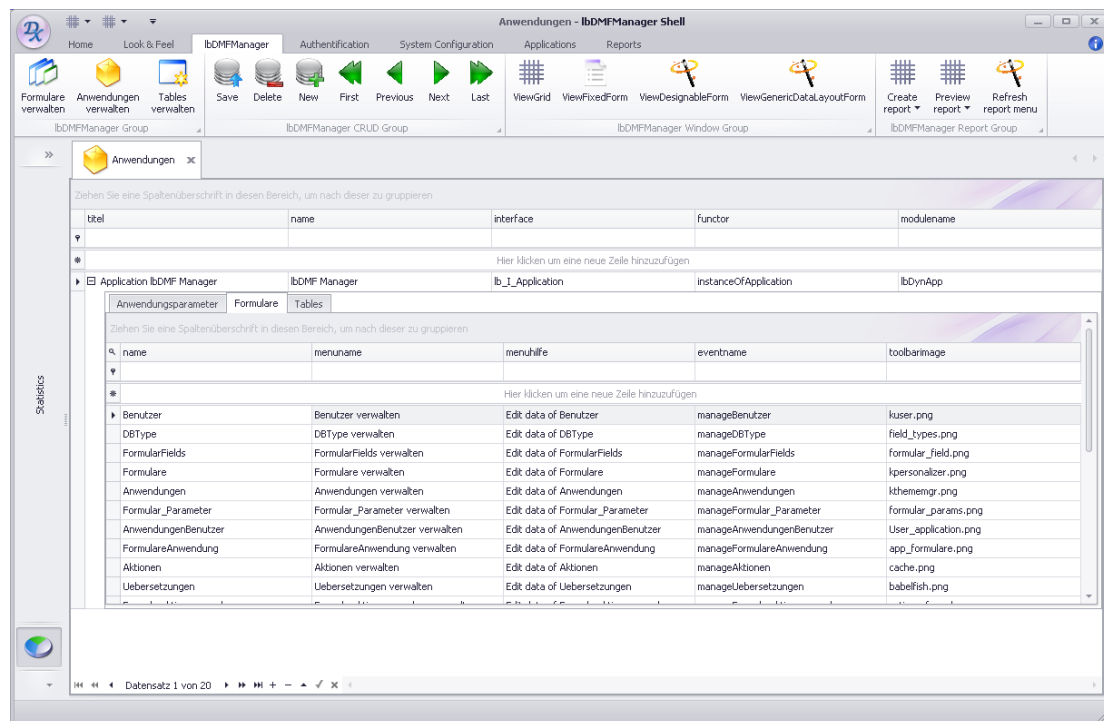 Anwendungen - lbDMFManager Shell
Home Look & Feel lbDMFManager Authentification System Configuration Applications Reports
Formulare verwalten Anwendungen verwalten Tables verwalten Save Delete New First Previous Next Last ViewGrid ViewFixedForm ViewDesignableForm ViewGenericDataLayoutForm Create report Preview report Refresh report menu
lbDMFManager Group lbDMFManager CRUD Group lbDMFManager Window Group lbDMFManager Report Group
Anwendungen
Ziehen Sie eine Spaltenüberschrift in diesen Bereich, um nach dieser zu gruppieren
titel name interface functor modulename
Hier klicken um eine neue Zeile hinzuzufügen
Application lbDMF Manager lbDMF Manager lb_I_Application instanceOfApplication lbDynApp
Anwendungsparameter Formulare Tables
Ziehen Sie eine Spaltenüberschrift in diesen Bereich, um nach dieser zu gruppieren
name menuname menuhilfe eventname toolbarimage
Hier klicken um eine neue Zeile hinzuzufügen
Benutzer Benutzer verwalten Edit data of Benutzer manageBenutzer kuser.png
DBType DBType verwalten Edit data of DBType manageDBType field_types.png
FormularFields FormularFields verwalten Edit data of FormularFields manageFormularFields formular_field.png
Formulare Formulare verwalten Edit data of Formulare manageFormulare kpersonalizer.png
Anwendungen Anwendungen verwalten Edit data of Anwendungen manageAnwendungen kthememgr.png
Formular_Parameter Formular_Parameter verwalten Edit data of Formular_Parameter manageFormular_Parameter formular_params.png
AnwendungenBenutzer AnwendungenBenutzer verwalten Edit data of AnwendungenBenutzer manageAnwendungenBenutzer User_application.png
FormulareAnwendung FormulareAnwendung verwalten Edit data of FormulareAnwendung manageFormulareAnwendung app_formulare.png
Aktionen Aktionen verwalten Edit data of Aktionen manageAktionen cache.png
Uebersetzungen Uebersetzungen verwalten Edit data of Uebersetzungen manageUebersetzungen babelfish.png
Statistics
Datensatz 1 von 20